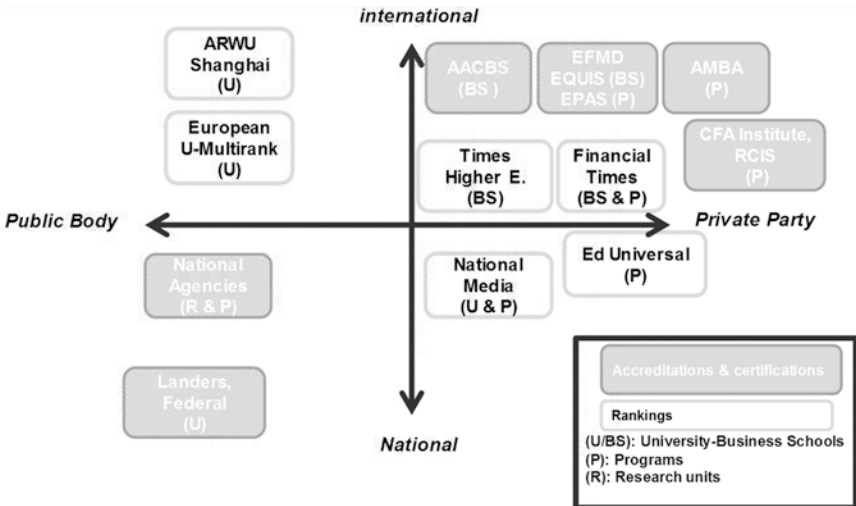 international
ARWU
Shanghai
(U)
AACBS
(BS )
EFMD
EQUIS (BS)
EPAS (P)
AMBA
(P)
European
U-Multirank
(U)
Times
Higher E.
(BS)
Financial
Times
(BS & P)
CFA Institute,
RCIS
(P)
Public Body
Private Party
National
Agencies
(R & P)
National
Media
(U & P)
Ed Universal
(P)
Landers,
Federal
(U)
National
Accreditations & certifications
Rankings
(U/BS): University-Business Schools
(P): Programs
(R): Research units